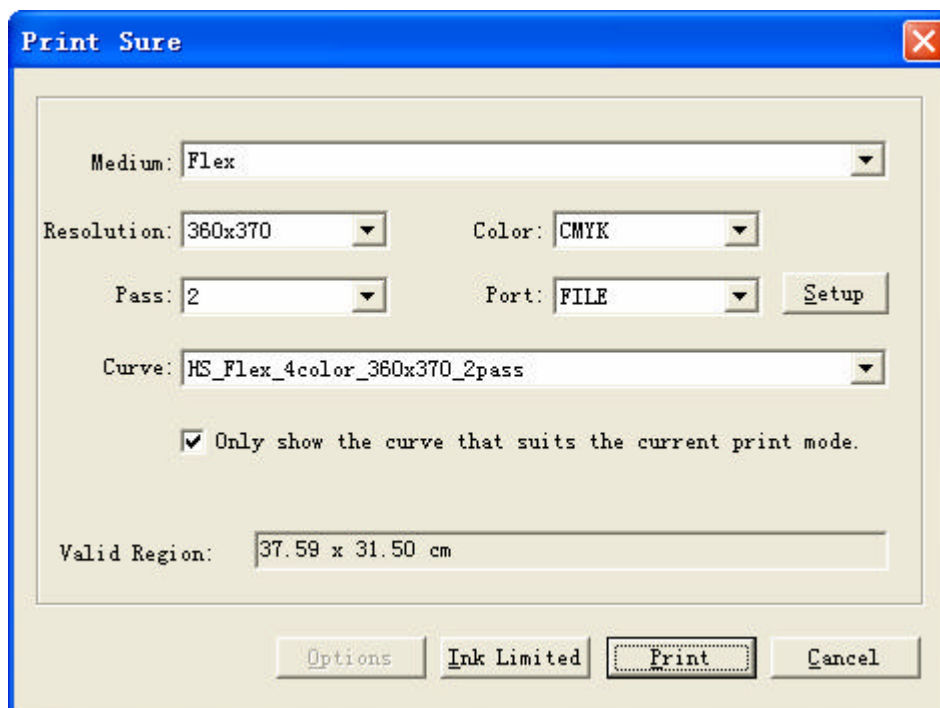 Print Sure
Medium: Flex
Resolution: 360x370 Color: CMYK
Pass: 2 Port: FILE Setup
Curve: HS_Flex_4color_360x370_2pass
Only show the curve that suits the current print mode.
Valid Region: 37.59 x 31.50 cm
Options Ink Limited Print Cancel